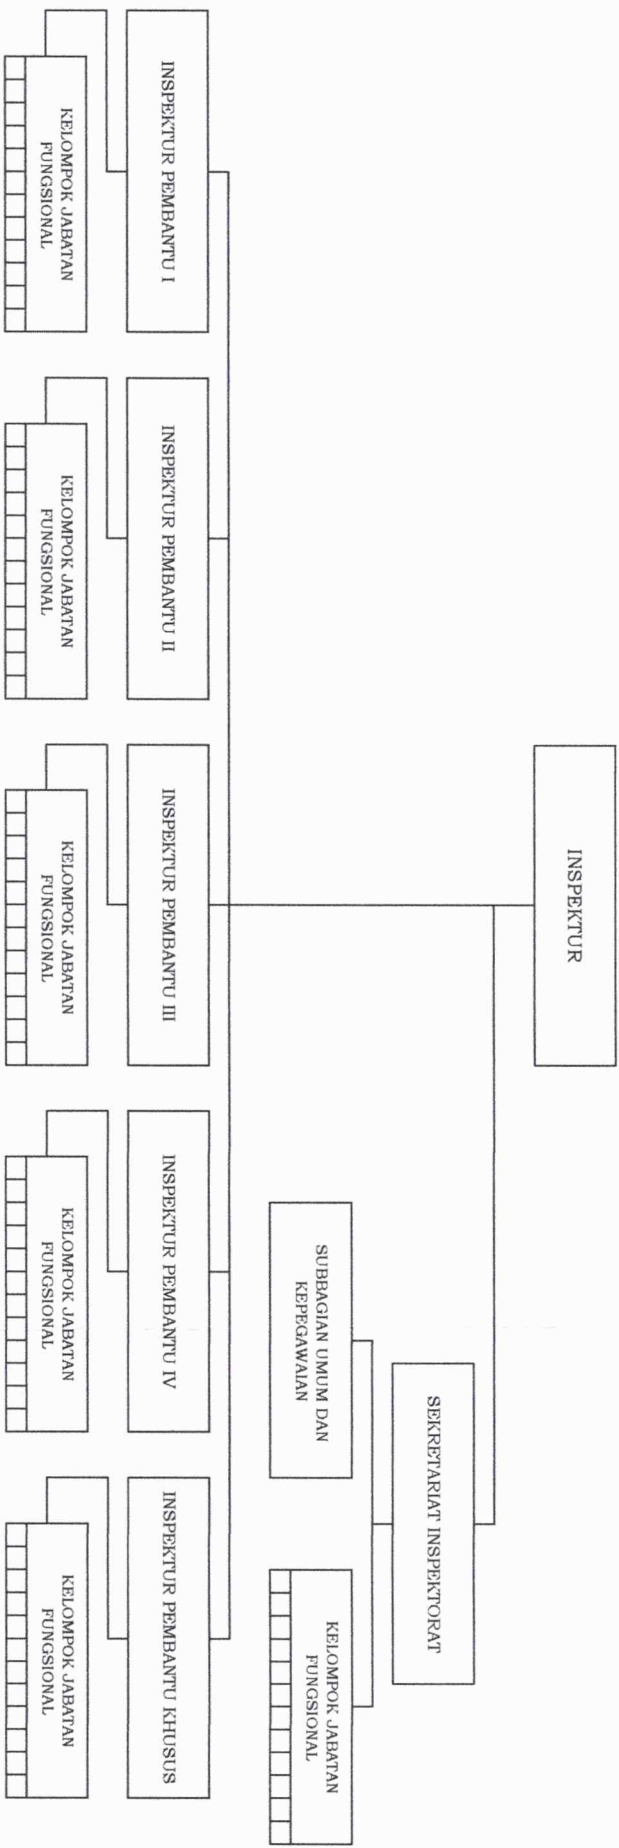 INSPEKTUR
SEKRETARIAT INSPEKTORAT
SUBBAGIAN UMUM DAN
KEPEGAWAIAN
KELOMPOK JABATAN
FUNGSIONAL
INSPEKTUR PEMBANTU I
INSPEKTUR PEMBANTU II
INSPEKTUR PEMBANTU III
INSPEKTUR PEMBANTU IV
INSPEKTUR PEMBANTU KHUSUS
KELOMPOK JABATAN
FUNGSIONAL
KELOMPOK JABATAN
FUNGSIONAL
KELOMPOK JABATAN
FUNGSIONAL
KELOMPOK JABATAN
FUNGSIONAL
KELOMPOK JABATAN
FUNGSIONAL